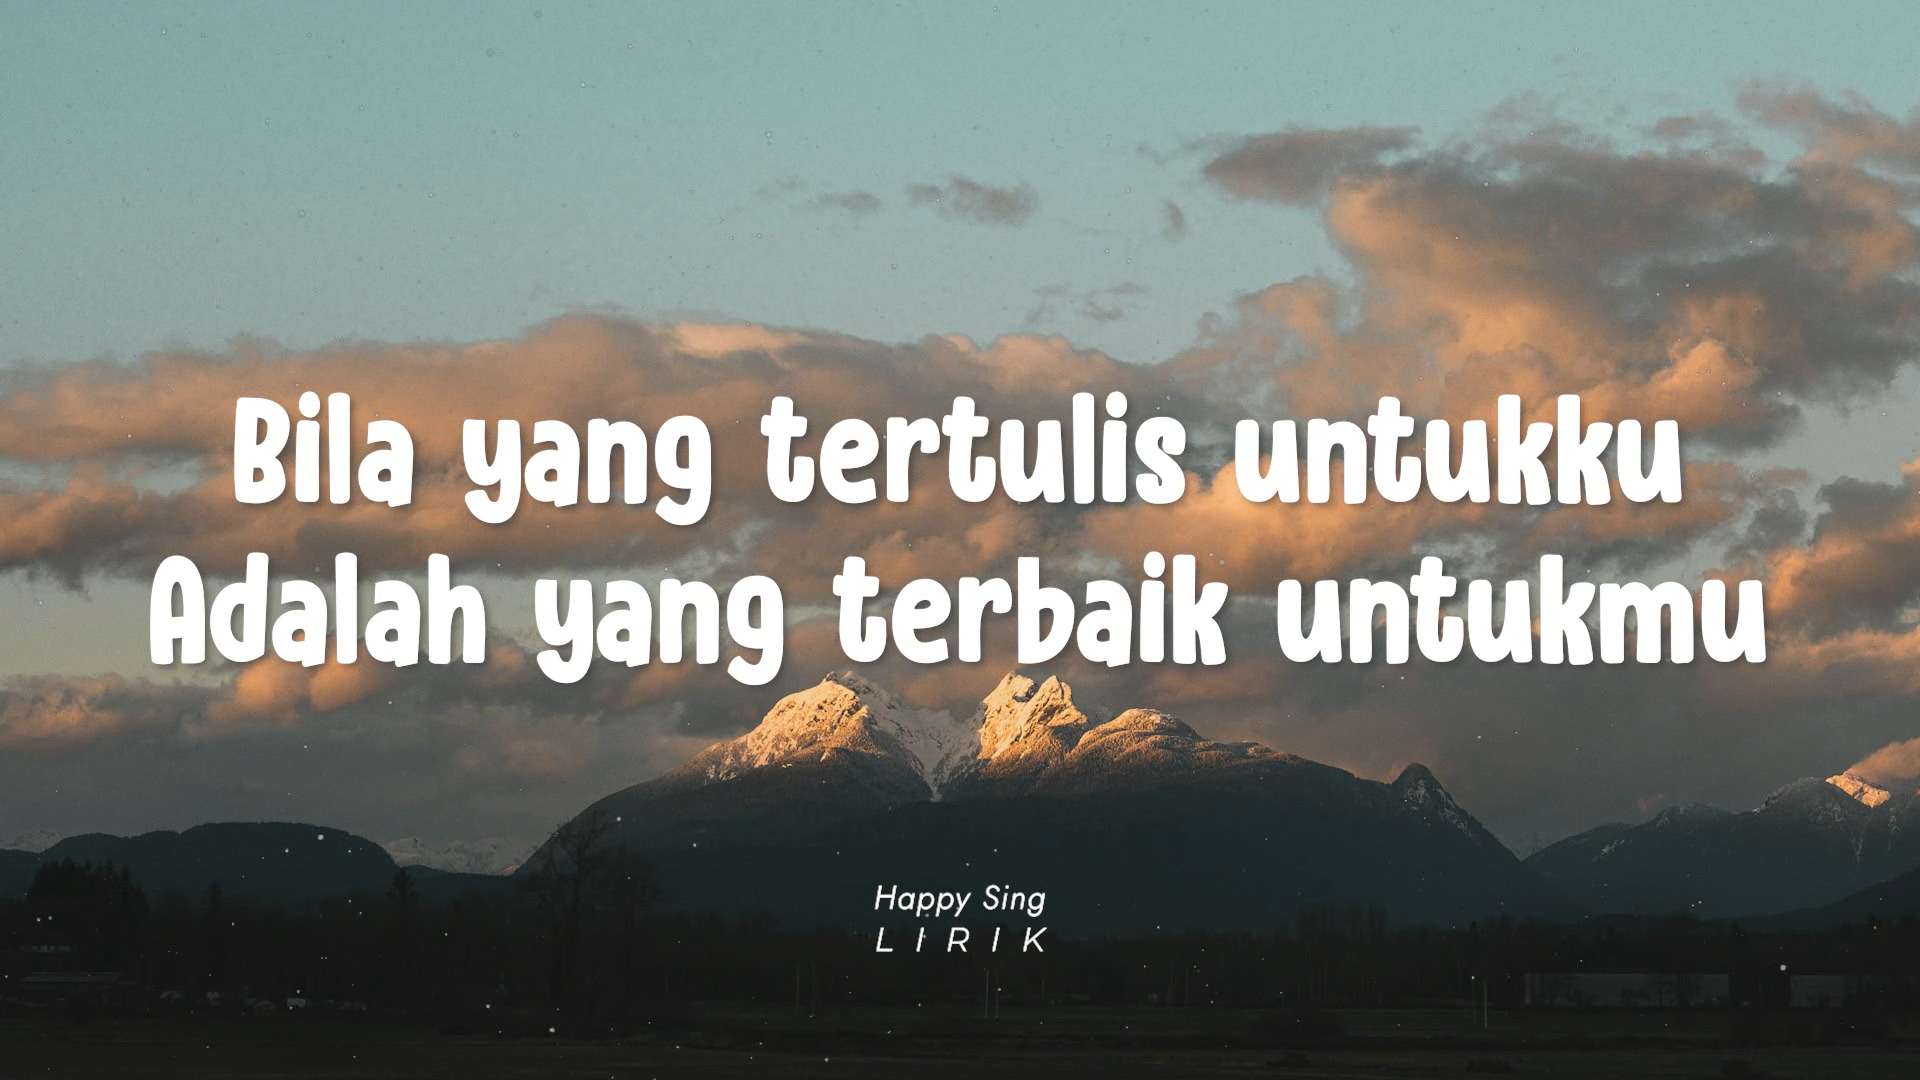 Bila yang tertulis untukku
Adalah yang terbaik untukmu
Happy Sing
LIRIK